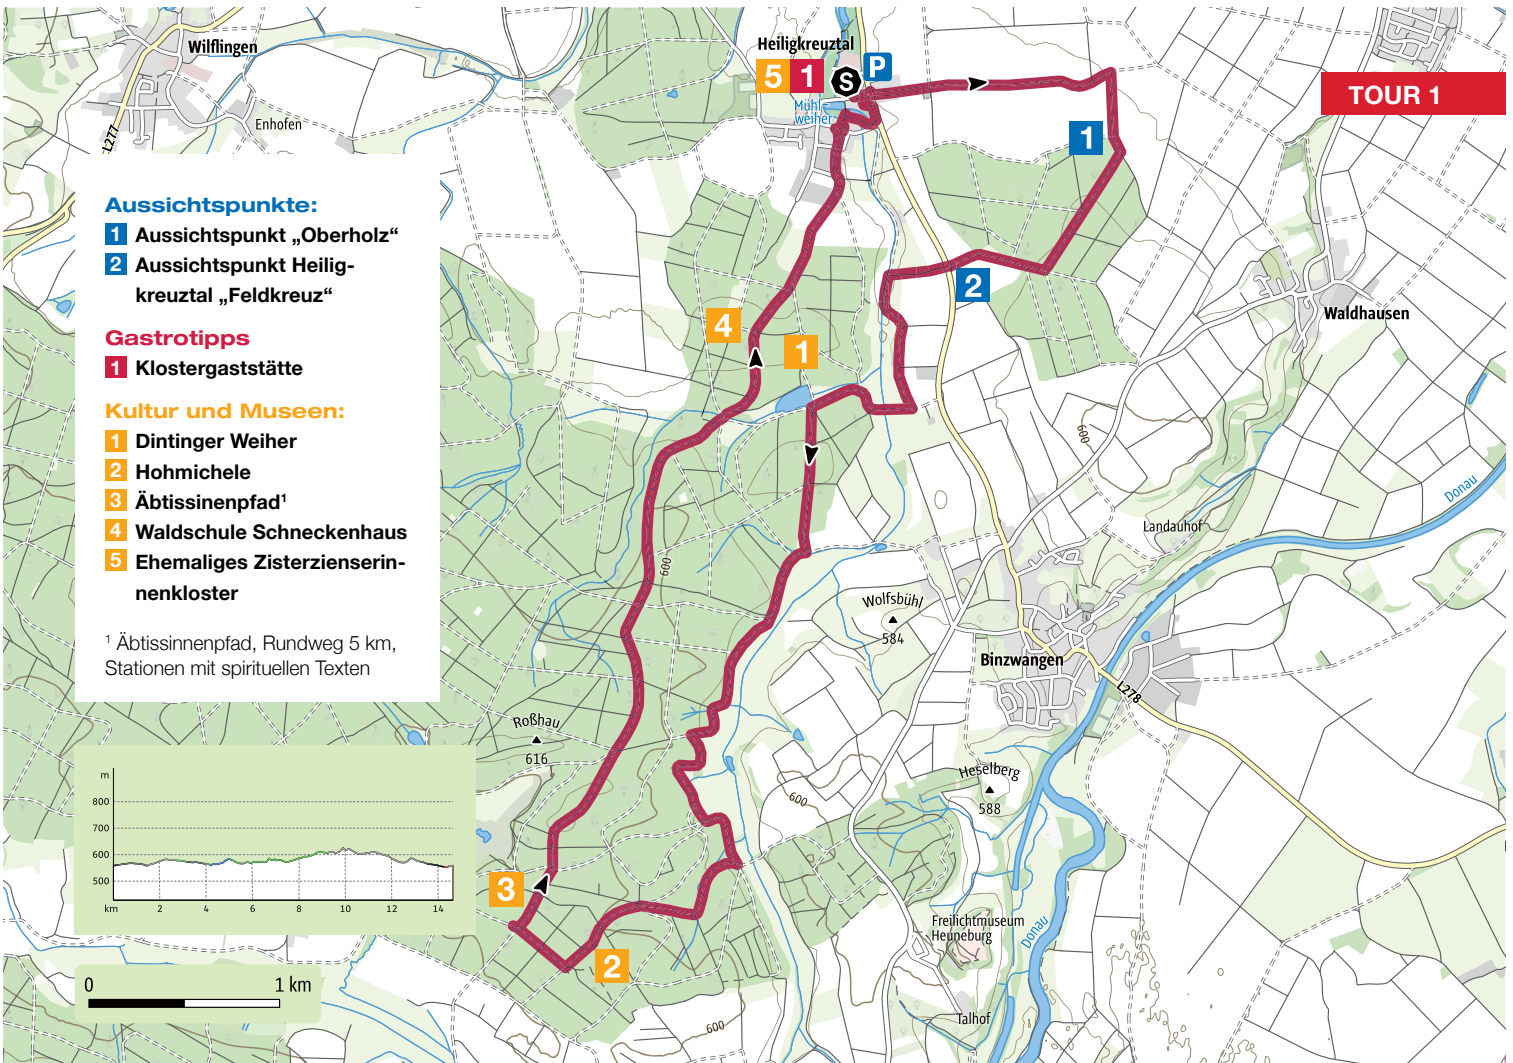 Wilflingen
Enhofen
L277
Heiligkreuztal
5 1 S P
Mühl
weiher
TOUR 1
1
Aussichtspunkte:
1 Aussichtspunkt „Oberholz“
2 Aussichtspunkt Heilig-
kreuztal „Feldkreuz“
Gastrotipps
1 Klostergaststätte
Kultur und Museen:
1 Dintinger Weiher
2 Hohmichele
3 Äbtissinenpfad¹
4 Waldschule Schneckenhaus
5 Ehemaliges Zisterzienserin-
nenkloster
¹ Äbtissinnenpfad, Rundweg 5 km,
Stationen mit spirituellen Texten
2
4
1
Waldhausen
600
Donau
Landauhof
600
Wolfsbühl
584
Binzwangen
L278
Roßhau
616
Heselberg
588
600
m
800
700
600
500
km 2 4 6 8 10 12 14
3
2
Freilichtmuseum
Heuneburg
Donau
0 1 km
Talhof
600